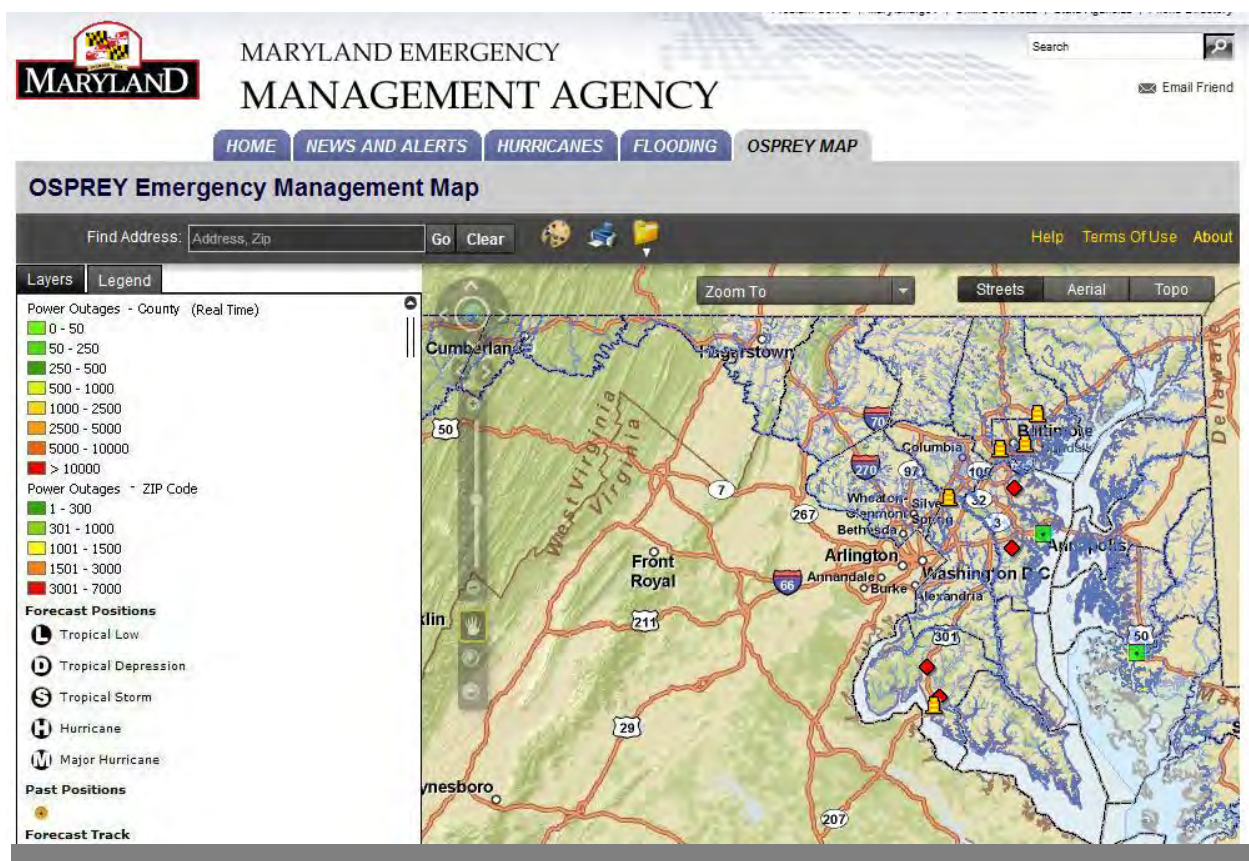 MARYLAND
MARYLAND EMERGENCY
MANAGEMENT AGENCY
Search
Email Friend
HOME
NEWS AND ALERTS
HURRICANES
FLOODING
OSPREY MAP
OSPREY Emergency Management Map
Find Address:
Address, Zip
Go
Clear
Help
Terms Of Use
About
Layers
Legend
Power Outages - County (Real Time)
0 - 50
50 - 250
250 - 500
500 - 1000
1000 - 2500
2500 - 5000
5000 - 10000
> 10000
Power Outages - ZIP Code
1 - 300
301 - 1000
1001 - 1500
1501 - 3000
3001 - 7000
Forecast Positions
L Tropical Low
D Tropical Depression
S Tropical Storm
H Hurricane
M Major Hurricane
Past Positions
Forecast Track
Zoom To
Streets
Aerial
Topo
Hagerstown
Delaware
50
70
Baltimore
Columbia
West Virginia
Virginia
270
97
100
7
32
Wheaton-
Glenmont
Silver
Spring
267
3
Bethesda
Annapolis
Arlington
Front
Royal
66
Annandale
Washington D.C.
Burke
Alexandria
211
301
50
29
207